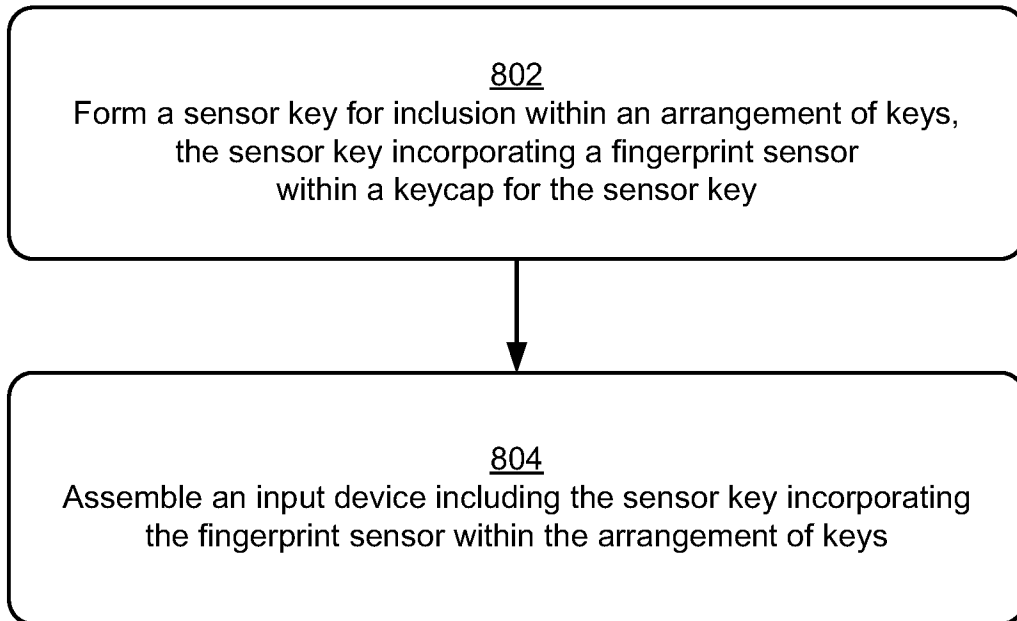 802
Form a sensor key for inclusion within an arrangement of keys,
the sensor key incorporating a fingerprint sensor
within a keycap for the sensor key
804
Assemble an input device including the sensor key incorporating
the fingerprint sensor within the arrangement of keys